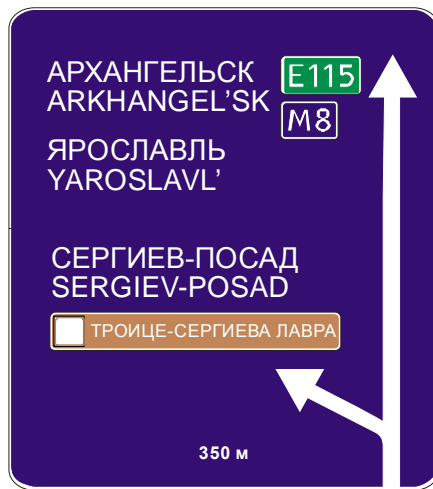 АРХАНГЕЛЬСК E115
ARKHANGEL'SK M8
ЯРОСЛАВЛЬ
YAROSLAVL'
СЕРГИЕВ-ПОСАД
SERGIEV-POSAD
ТРОИЦЕ-СЕРГИЕВА ЛАВРА
350 м